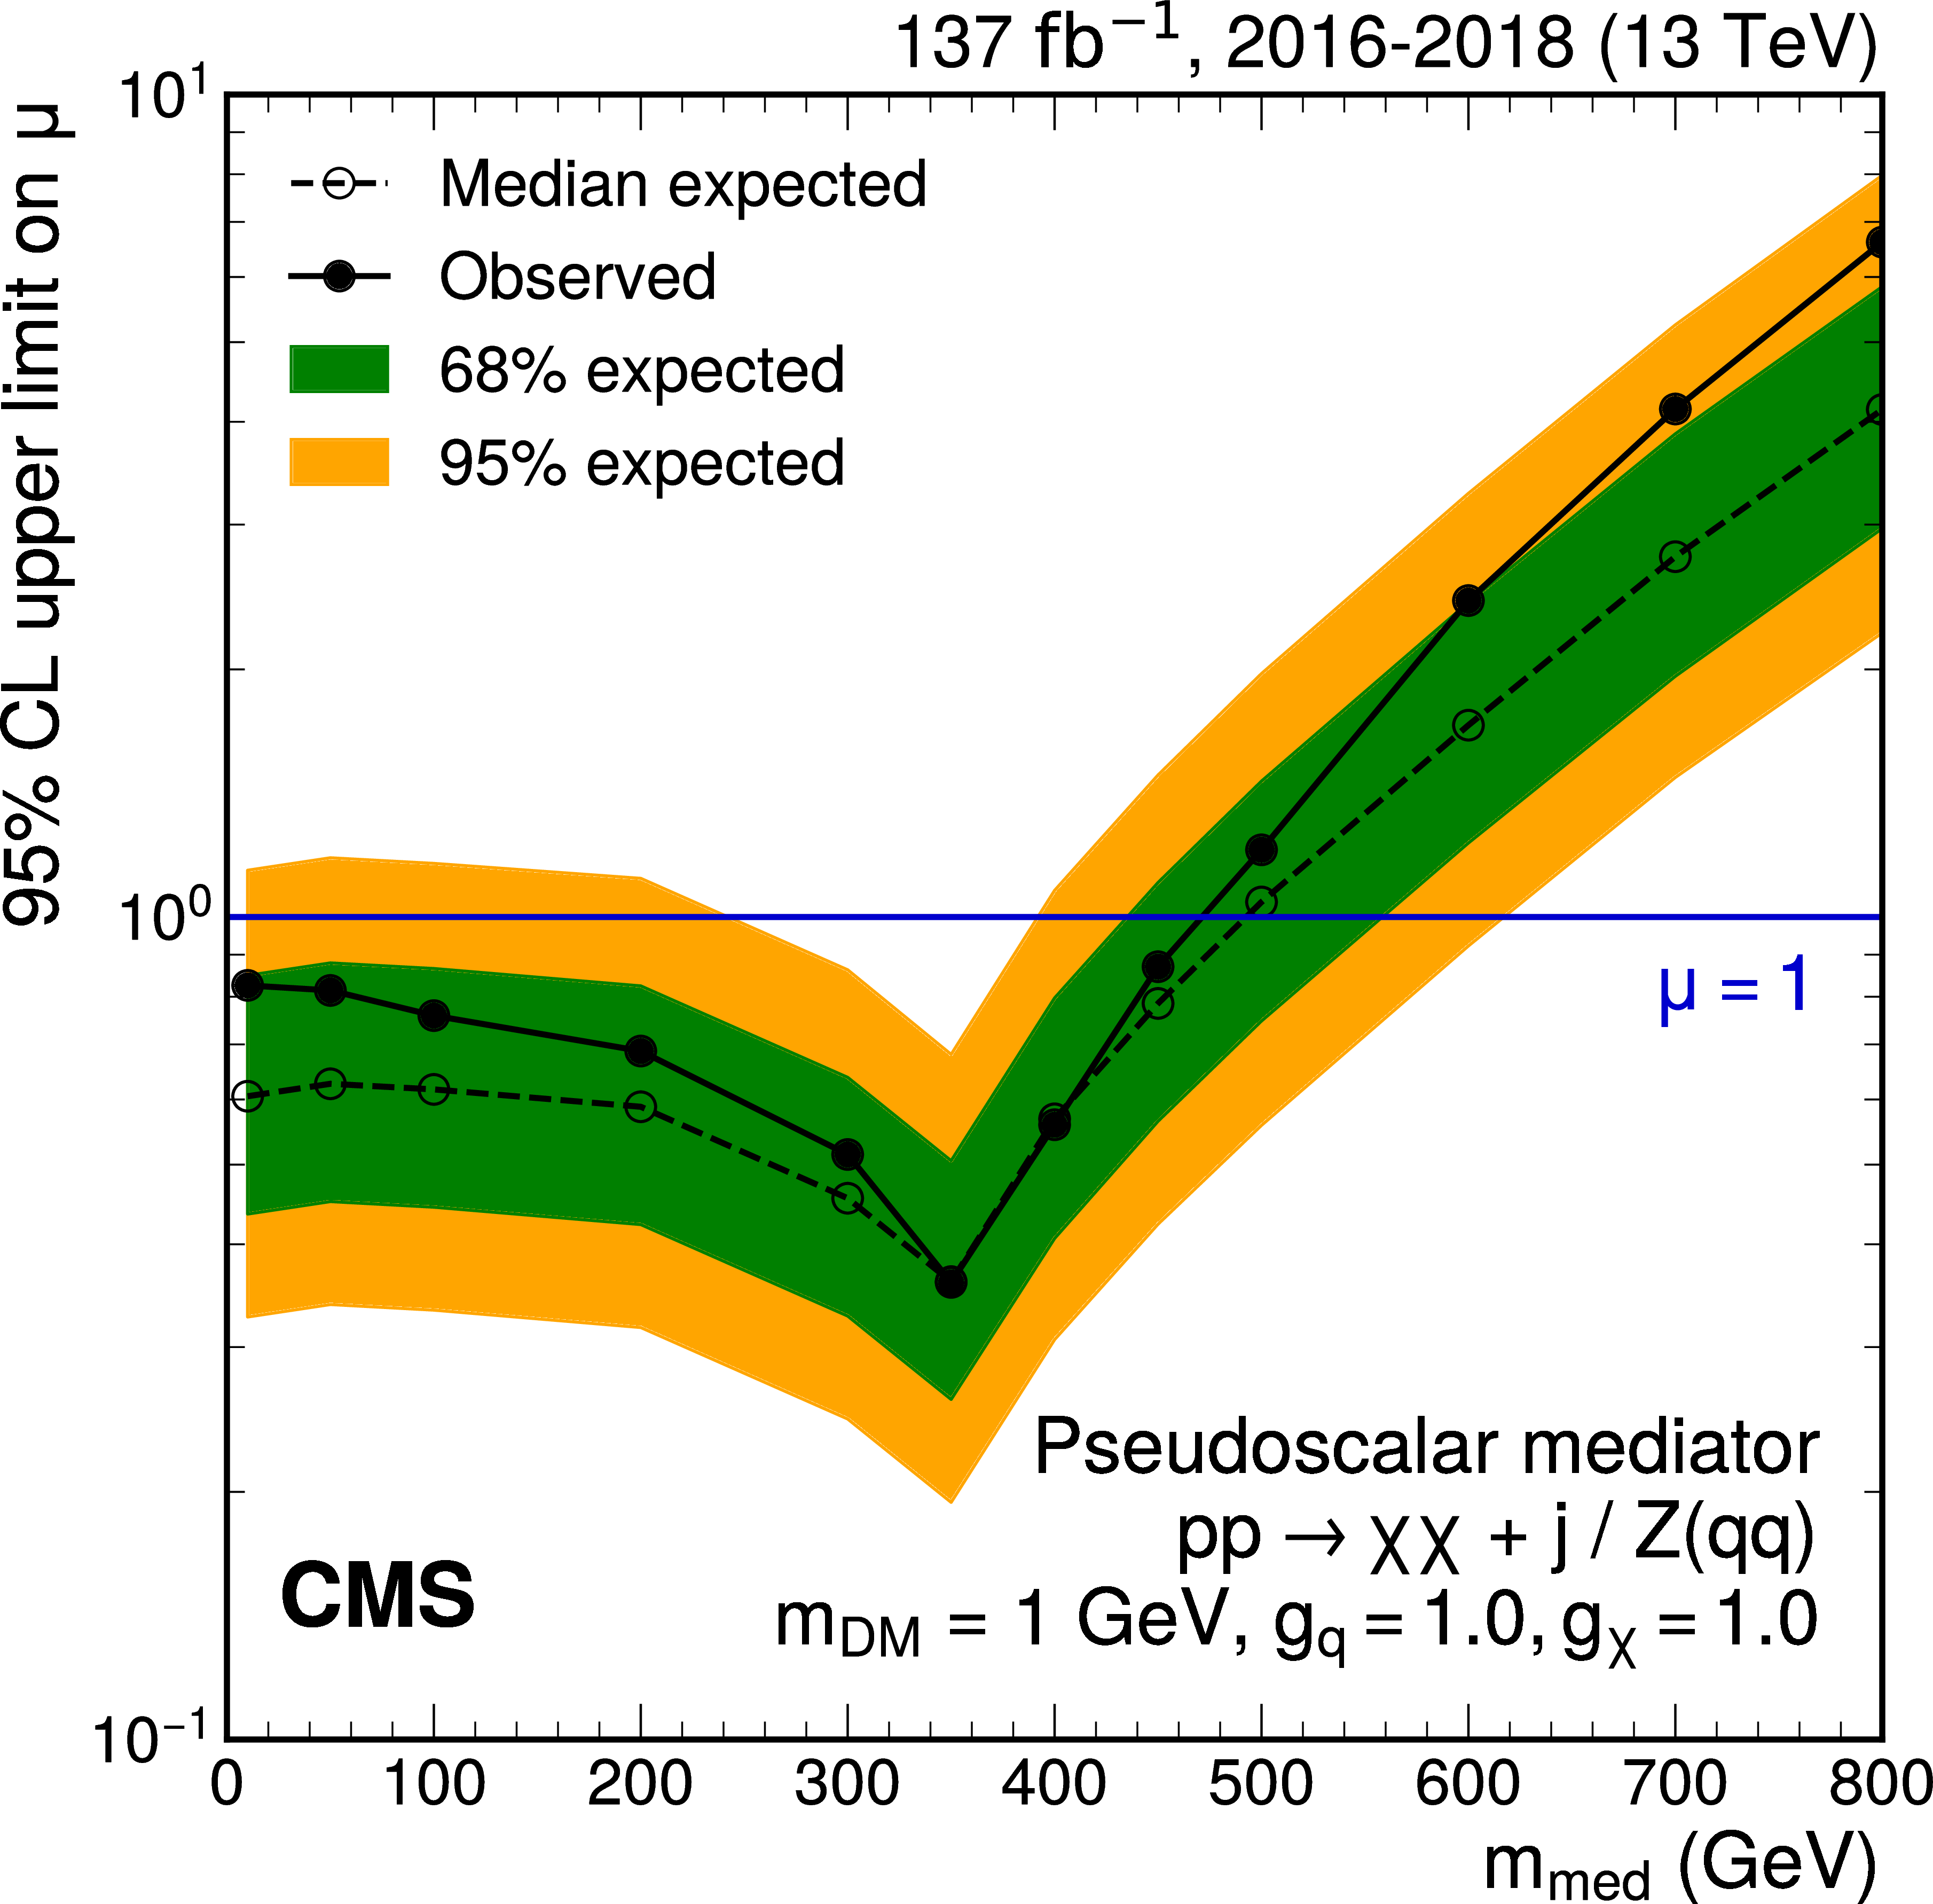 137 fb⁻¹, 2016-2018 (13 TeV)
95% CL upper limit on μ
10¹
10⁰
10⁻¹
Median expected
Observed
68% expected
95% expected
μ = 1
Pseudoscalar mediator
pp → χχ + j / Z(qq)
CMS
m_DM = 1 GeV, g_q = 1.0, g_χ = 1.0
0 100 200 300 400 500 600 700 800
m_med (GeV)